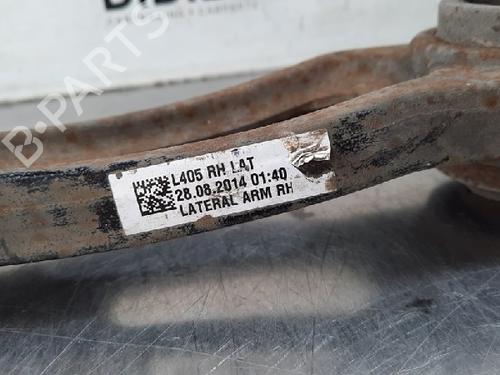 L405 RH LAT
28.08.2014 01:40
LATERAL ARM RH
B-PARTS